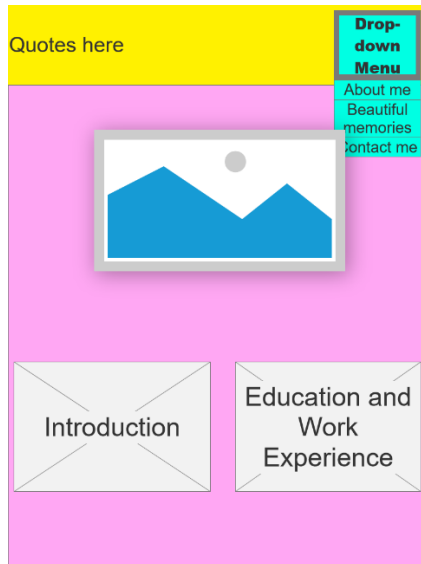 Quotes here
Drop-
down
Menu
About me
Beautiful
memories
Contact me
Introduction
Education and
Work
Experience